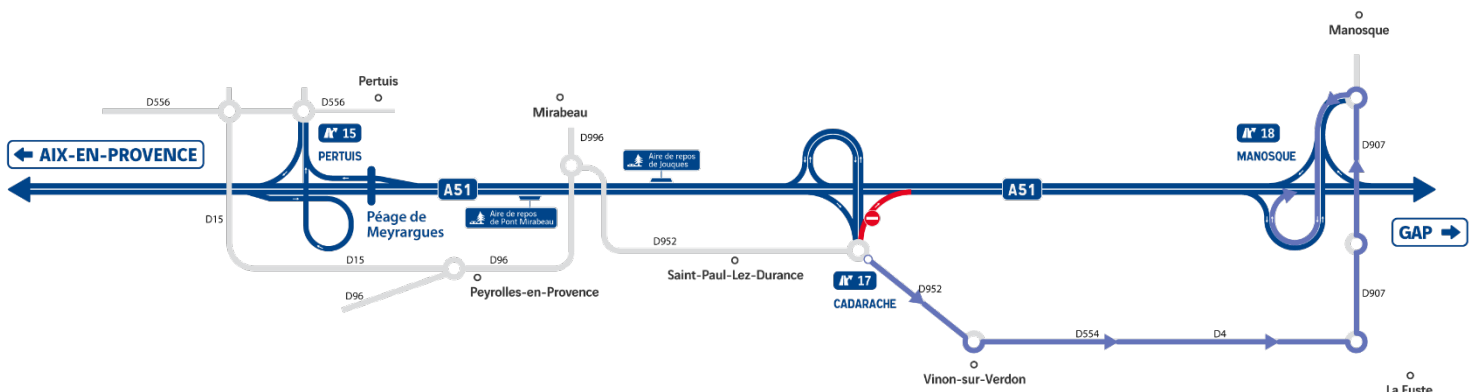 Manosque
Pertuis
D556
D556
Mirabeau
15
PERTUIS
D996
18
MANOSQUE
D907
← AIX-EN-PROVENCE
Aire de repos
de Jouques
A51
A51
Péage de
Meyrargues
Aire de repos
de Pont Mirabeau
D15
GAP →
D952
D15
D96
Saint-Paul-Lez-Durance
17
CADARACHE
D952
D96
Peyrolles-en-Provence
D907
D554
D4
Vinon-sur-Verdon
La Fuste